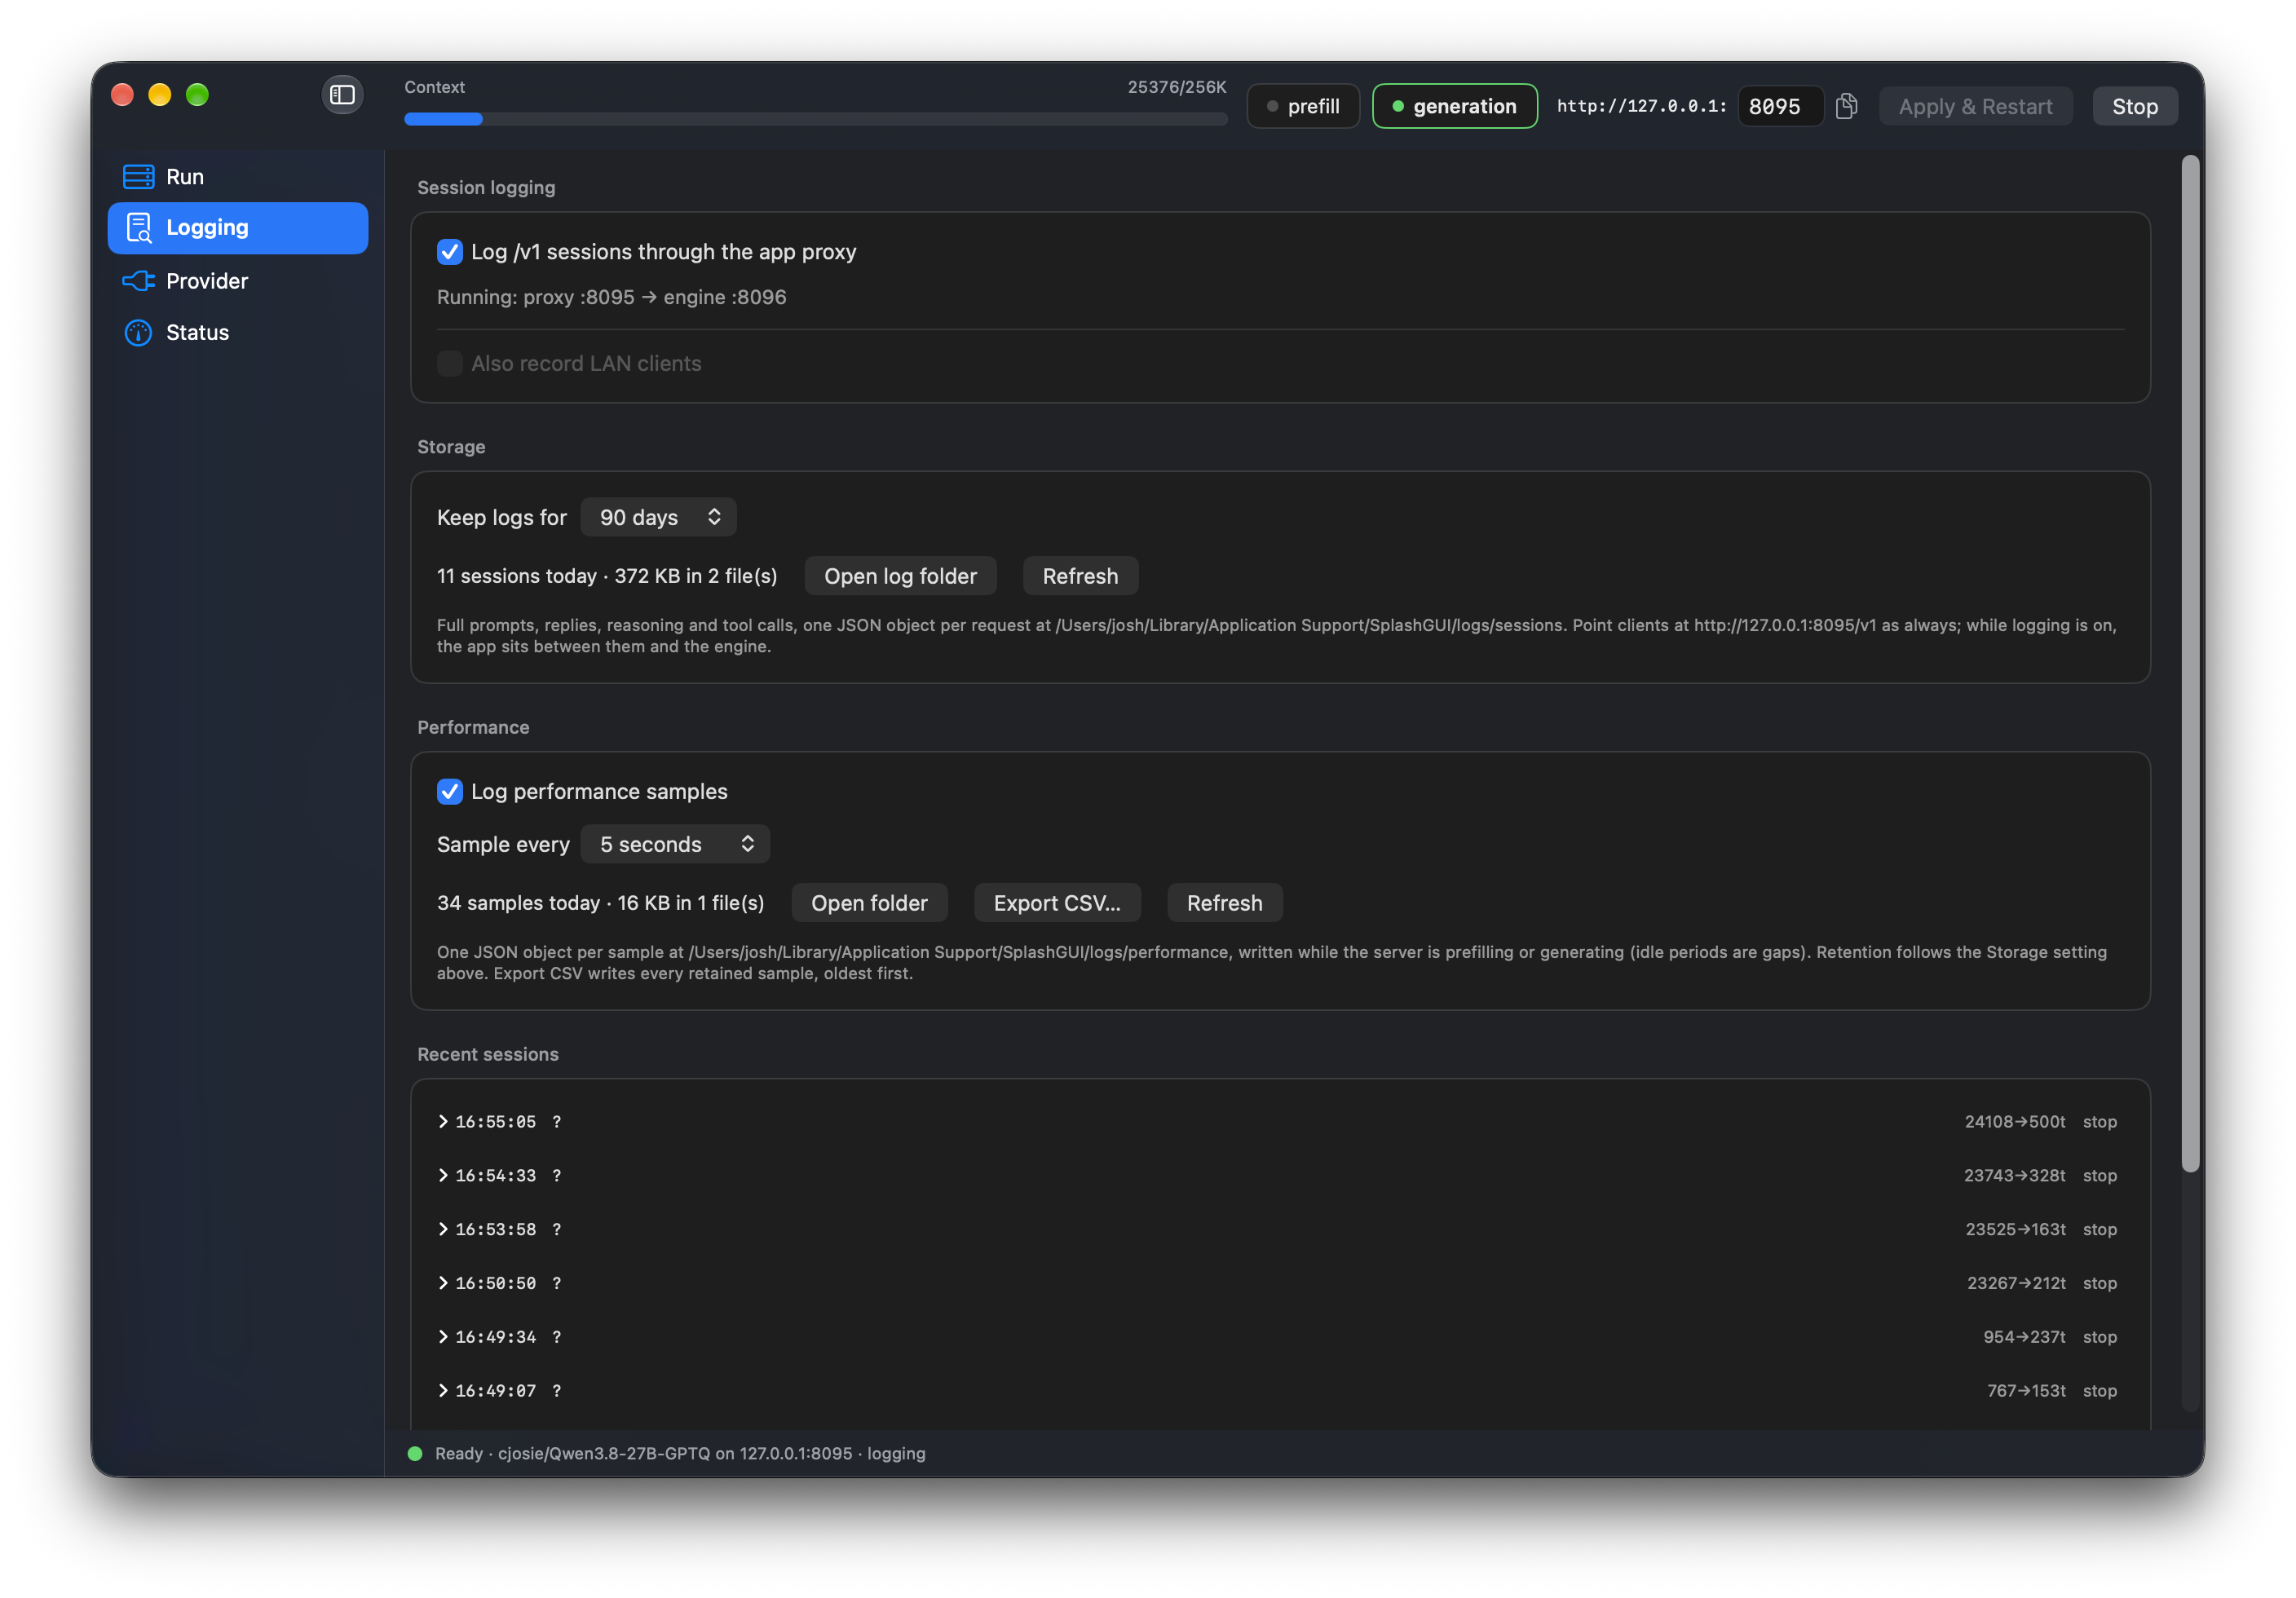 Context 25376/256K
prefill generation http://127.0.0.1: 8095 Apply & Restart Stop
Run
Logging
Provider
Status
Session logging
Log /v1 sessions through the app proxy
Running: proxy :8095 → engine :8096
Also record LAN clients
Storage
Keep logs for 90 days
11 sessions today · 372 KB in 2 file(s) Open log folder Refresh
Full prompts, replies, reasoning and tool calls, one JSON object per request at /Users/josh/Library/Application Support/SplashGUI/logs/sessions. Point clients at http://127.0.0.1:8095/v1 as always; while logging is on,
the app sits between them and the engine.
Performance
Log performance samples
Sample every 5 seconds
34 samples today · 16 KB in 1 file(s) Open folder Export CSV... Refresh
One JSON object per sample at /Users/josh/Library/Application Support/SplashGUI/logs/performance, written while the server is prefilling or generating (idle periods are gaps). Retention follows the Storage setting
above. Export CSV writes every retained sample, oldest first.
Recent sessions
16:55:05 ? 24108→500t stop
16:54:33 ? 23743→328t stop
16:53:58 ? 23525→163t stop
16:50:50 ? 23267→212t stop
16:49:34 ? 954→237t stop
16:49:07 ? 767→153t stop
Ready · cjosie/Qwen3.8-27B-GPTQ on 127.0.0.1:8095 · logging